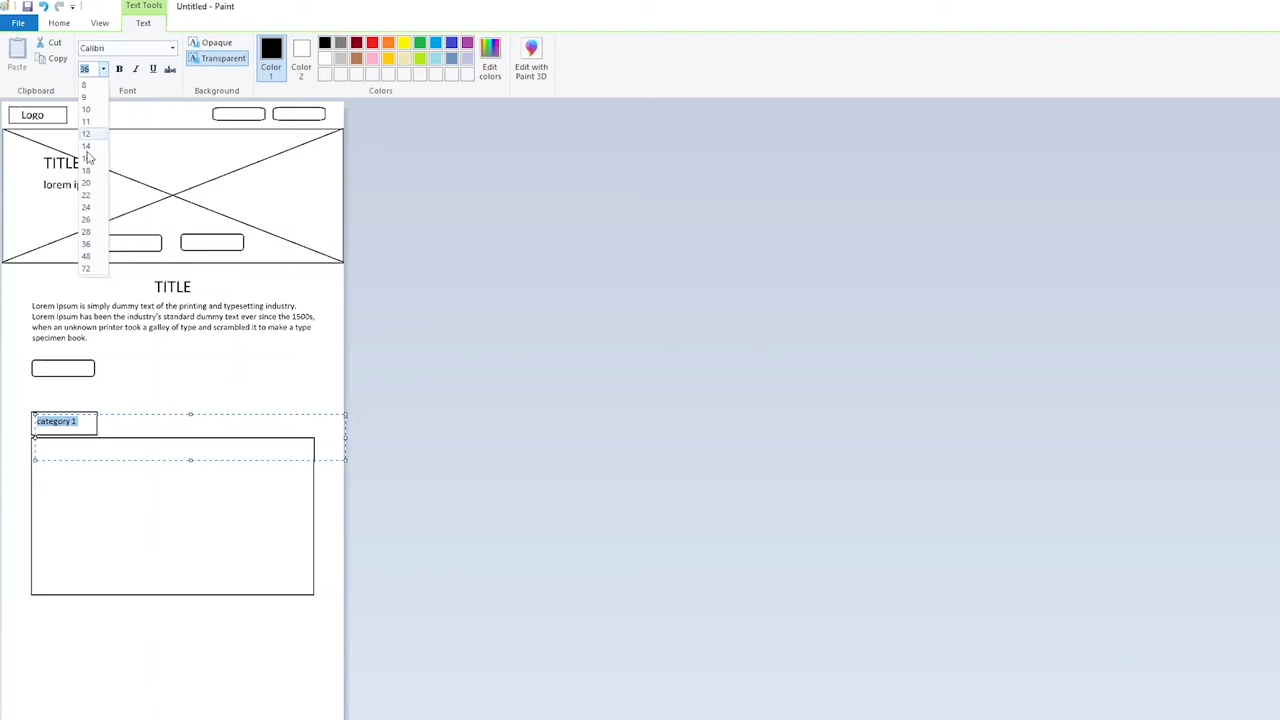 Text Tools
Untitled - Paint
File
Home
View
Text
Paste
Cut
Copy
Clipboard
Calibri
36
B
I
U
abc
Font
Opaque
Transparent
Background
Color
1
Color
2
Colors
Edit
colors
Edit with
Paint 3D
8
9
10
11
12
14
18
20
22
24
26
28
36
48
72
Logo
TITLE
lorem
TITLE
Lorem Ipsum is simply dummy text of the printing and typesetting industry.
Lorem Ipsum has been the industry's standard dummy text ever since the 1500s,
when an unknown printer took a galley of type and scrambled it to make a type
specimen book.
category 1